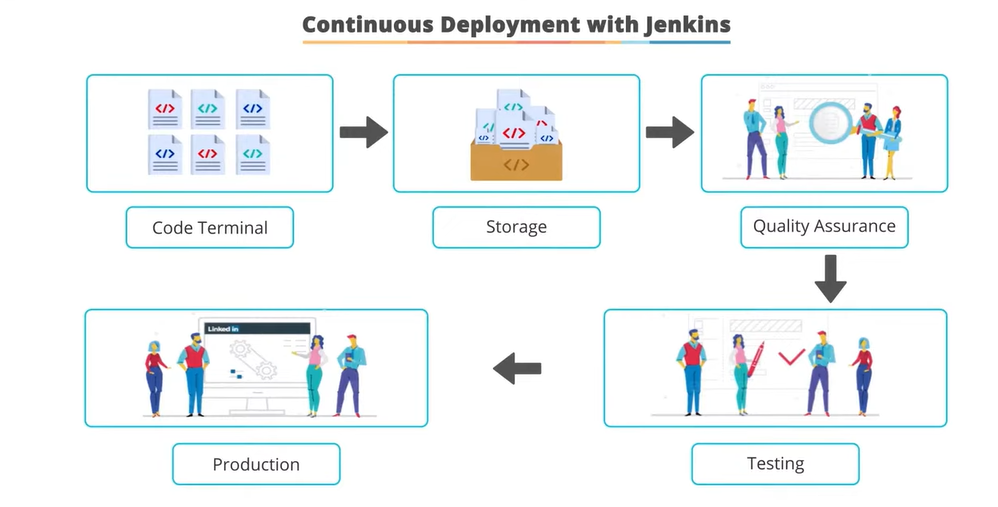 Continuous Deployment with Jenkins
</>
</>
</>
</>
</>
</>
</>
</>
</>
</>
</>
</>
Code Terminal
Storage
Quality Assurance
Linked in
Production
Testing